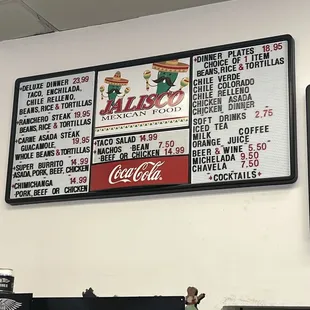 • DELUXE DINNER 23.99
TACO, ENCHILADA,
CHILE RELLENO,
BEANS, RICE & TORTILLAS
• RANCHERO STEAK 19.95
BEANS, RICE & TORTILLAS
• CARNE ASADA STEAK 19.95
GUACAMOLE,
WHOLE BEANS & TORTILLAS
• SUPER BURRITO 14.99
ASADA, PORK, BEEF, OR CHICKEN
• CHIMICHANGA 14.99
PORK, BEEF, OR CHICKEN
JALISCO
MEXICAN FOOD
• TACO SALAD 14.99
• NACHOS BEAN 7.50
BEEF OR CHICKEN 14.99
Coca-Cola
• DINNER PLATES 18.95
CHOICE OF 1 ITEM
BEANS, RICE & TORTILLAS
CHILE VERDE
CHILE COLORADO
CHILE RELLENO
CHICKEN ASADA
CHICKEN DINNER
SOFT DRINKS 2.75
ICED TEA
MILK COFFEE
ORANGE JUICE
BEER & WINE 5.50
MICHELADA 9.50
CHAVELA 7.50
• COCKTAILS •